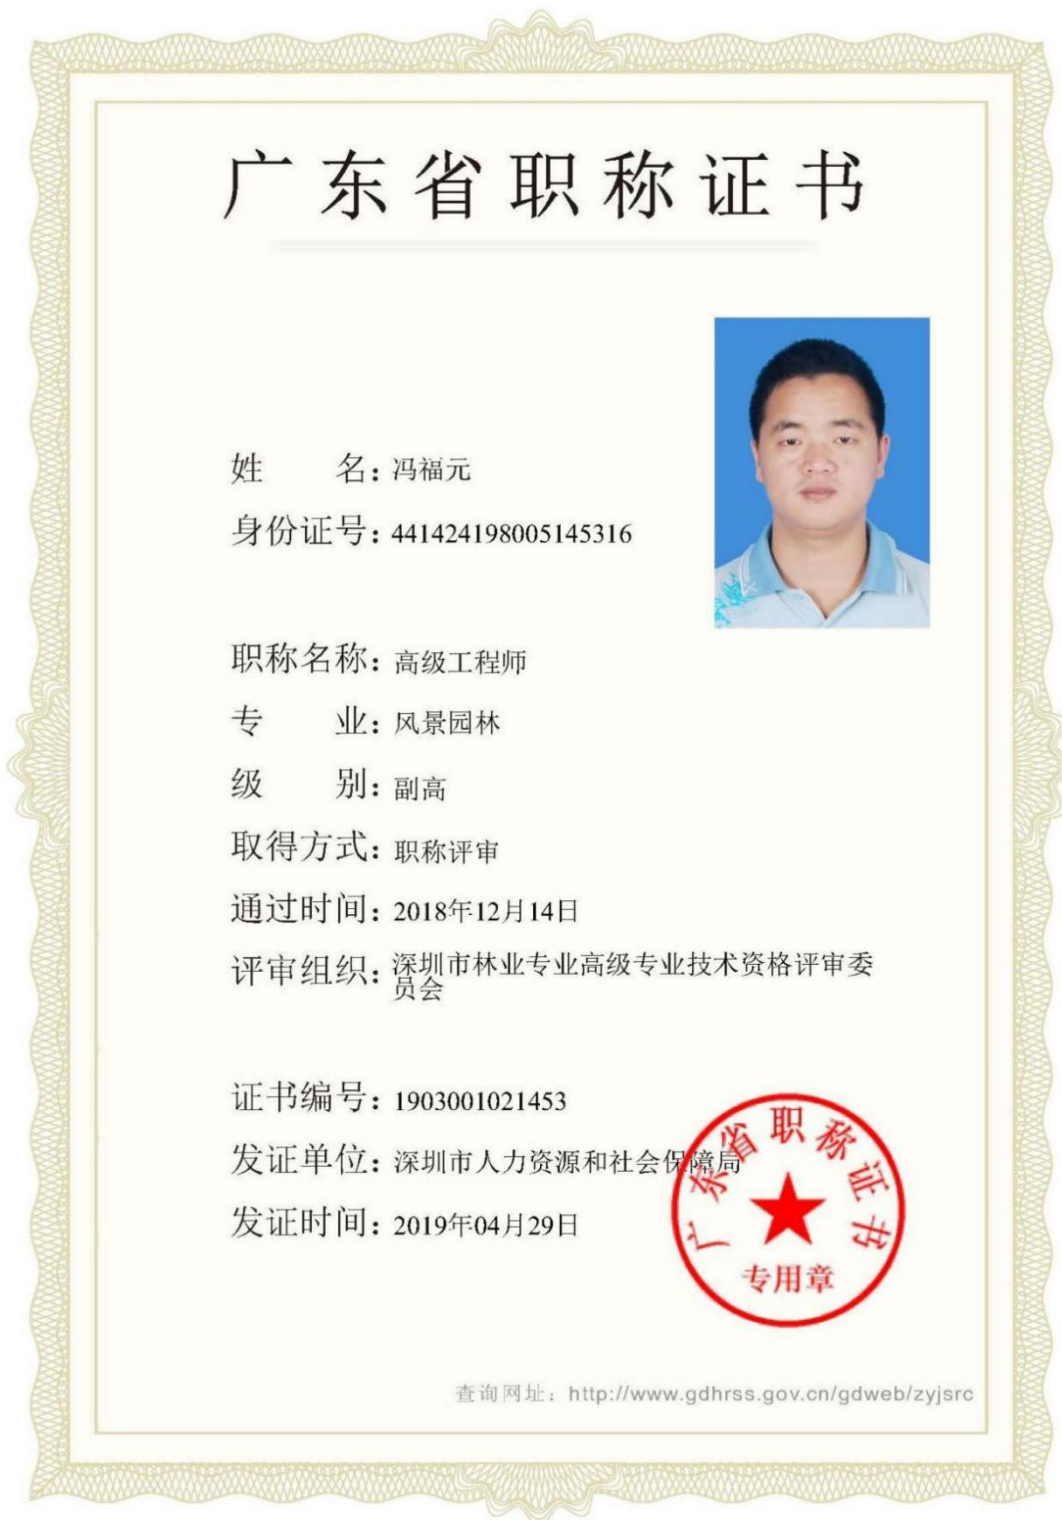 广东省职称证书
姓 名：冯福元
身份证号：441424198005145316
职称名称：高级工程师
专 业：风景园林
级 别：副高
取得方式：职称评审
通过时间：2018年12月14日
评审组织：深圳市林业专业高级专业技术资格评审委
员会
证书编号：1903001021453
发证单位：深圳市人力资源和社会保障局
发证时间：2019年04月29日
广东省职称证书
专用章
查询网址：http://www.gdhrss.gov.cn/gdweb/zyjsrc